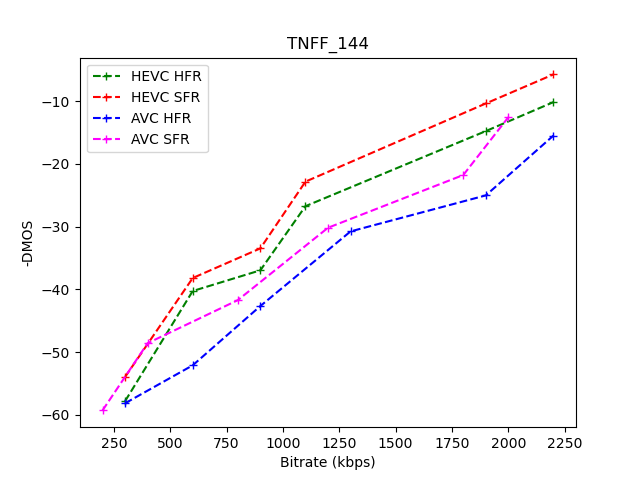 TNFF_144
HEVC HFR
HEVC SFR
AVC HFR
AVC SFR
−10
−20
−30
−40
−50
−60
-DMOS
250 500 750 1000 1250 1500 1750 2000 2250
Bitrate (kbps)